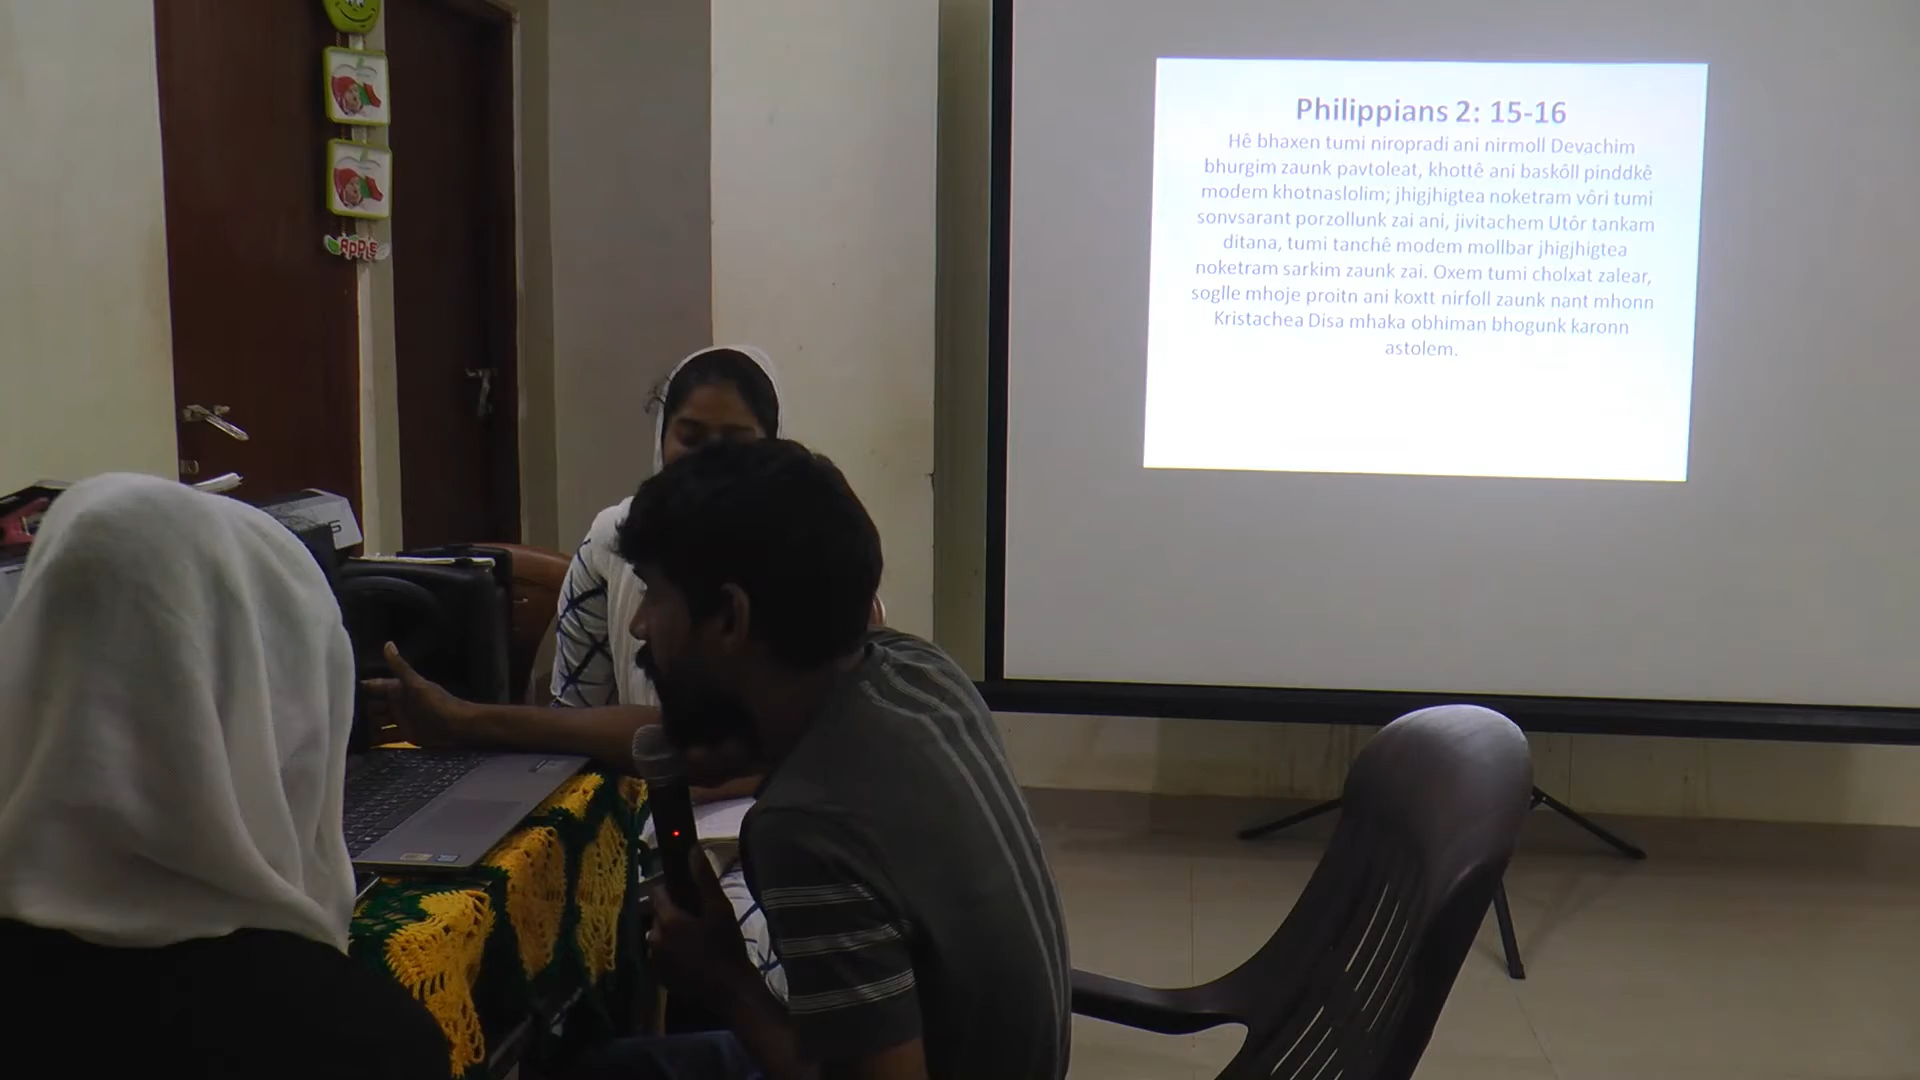 APPLE
Philippians 2: 15-16
Hê bhaxen tumi niropradi ani nirmoll Devachim
bhurgim zaunk pavtoleat, khottê ani baskôll pinddkê
modem khotnaslolim; jhigjhigtea noketram vôri tumi
sonvsarant porzollunk zai ani, jivitachem Utôr tankam
ditana, tumi tanchê modem mollbar jhigjhigtea
noketram sarkim zaunk zai. Oxem tumi cholxat zalear,
soglle mhoje proitn ani koxtt nirfoll zaunk nant mhonn
Kristachea Disa mhaka obhiman bhogunk karonn
astolem.